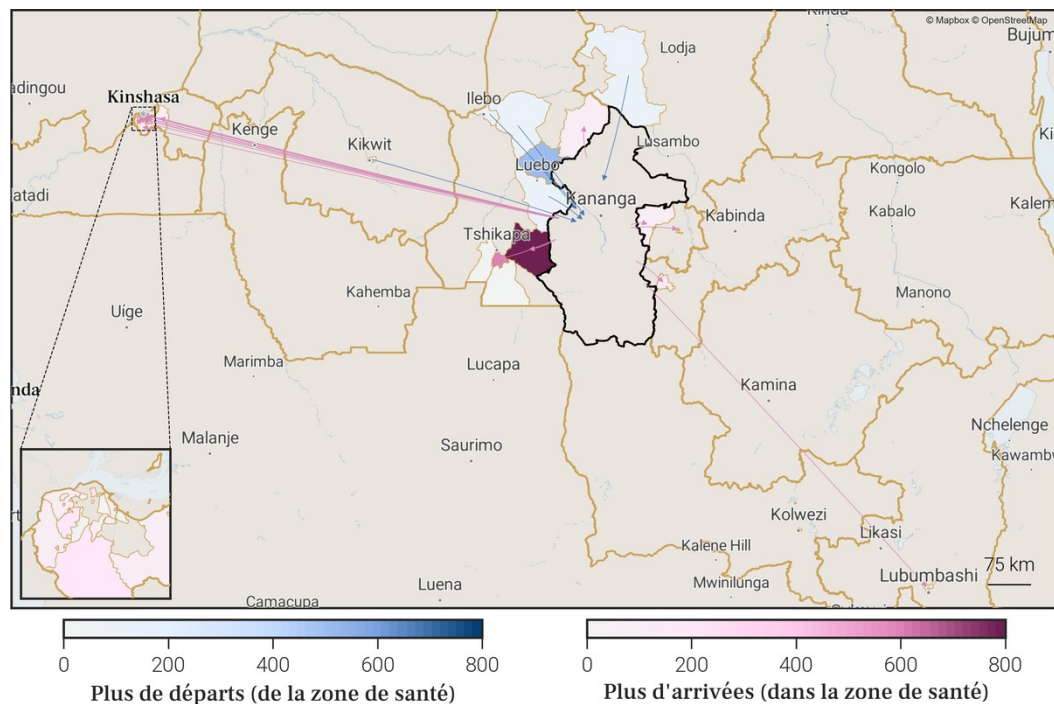 © Mapbox © OpenStreetMap
Lodja
Bujum
adingou
Kinshasa
Ilebo
Kenge
Kikwit
Luebo
Lusambo
atadi
Kongolo
Kananga
Kabinda
Kabalo
Kalem
Tshikapa
Kahemba
Manono
Uíge
Marimba
Lucapa
nda
Kamina
Nchelenge
Malanje
Saurimo
Kawambw
Kolwezi
Likasi
Kalene Hill
75 km
Luena
Mwinilunga
Lubumbashi
Camacupa
0 200 400 600 800
0 200 400 600 800
Plus de départs (de la zone de santé)
Plus d'arrivées (dans la zone de santé)